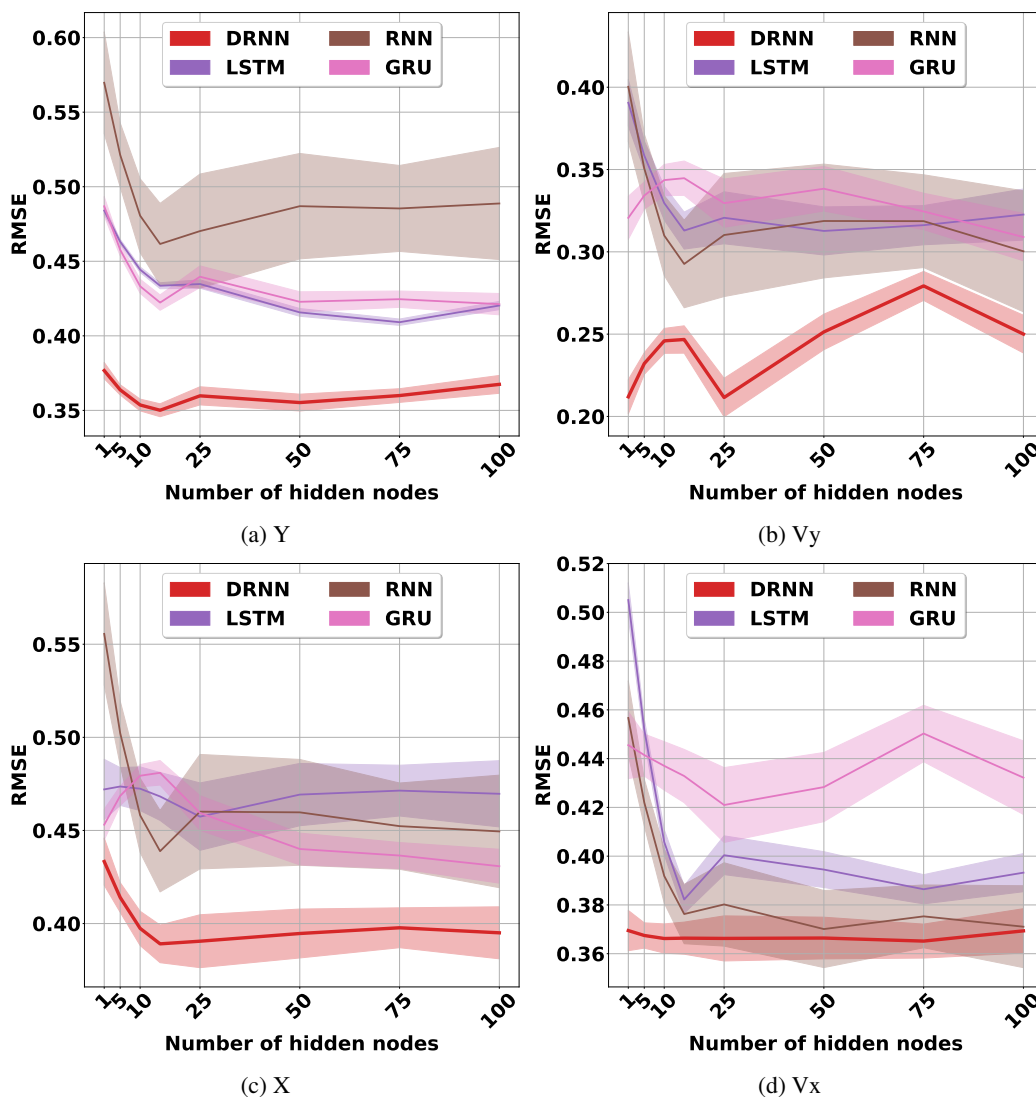 DRNN RNN
LSTM GRU
0.60
0.55
0.50
0.45
0.40
0.35
RMSE
1 5 10 25 50 75 100
Number of hidden nodes
(a) Y
DRNN RNN
LSTM GRU
0.40
0.35
0.30
0.25
0.20
RMSE
1 5 10 25 50 75 100
Number of hidden nodes
(b) Vy
DRNN RNN
LSTM GRU
0.55
0.50
0.45
0.40
RMSE
1 5 10 25 50 75 100
Number of hidden nodes
(c) X
DRNN RNN
LSTM GRU
0.52
0.50
0.48
0.46
0.44
0.42
0.40
0.38
0.36
RMSE
1 5 10 25 50 75 100
Number of hidden nodes
(d) Vx